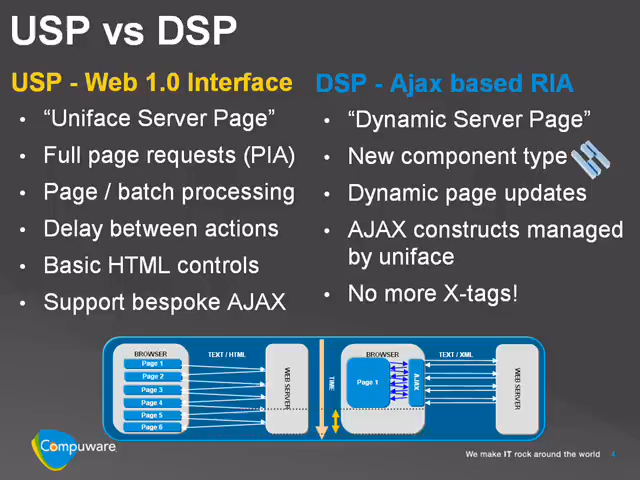 USP vs DSP
USP - Web 1.0 Interface
• “Uniface Server Page”
• Full page requests (PIA)
• Page / batch processing
• Delay between actions
• Basic HTML controls
• Support bespoke AJAX
DSP - Ajax based RIA
• “Dynamic Server Page”
• New component type
• Dynamic page updates
• AJAX constructs managed
by uniface
• No more X-tags!
BROWSER
Page 1
Page 2
Page 3
Page 4
Page 5
Page 6
TEXT / HTML
WEB SERVER
TIME
BROWSER
Page 1
AJAX
TEXT / XML
WEB SERVER
Compuware
We make IT rock around the world
4